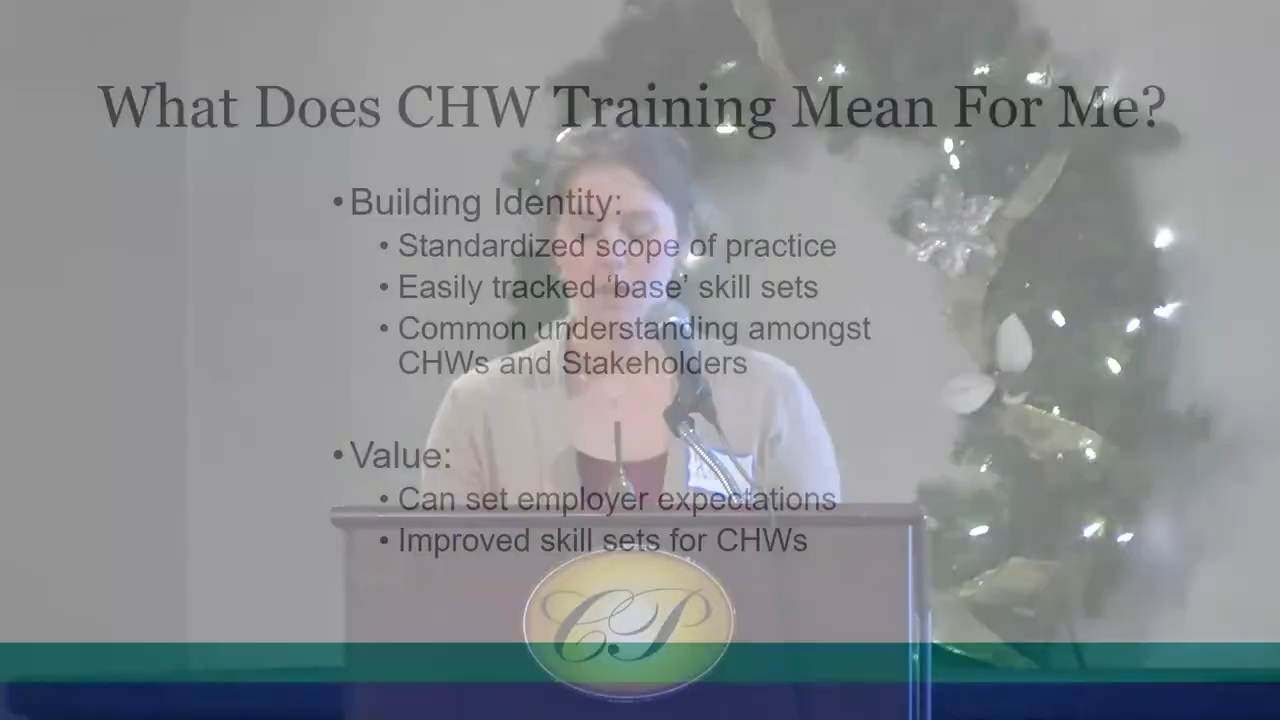 What Does CHW Training Mean For Me?
•Building Identity:
• Standardized scope of practice
• Easily tracked ‘base’ skill sets
• Common understanding amongst
CHWs and Stakeholders
•Value:
• Can set employer expectations
• Improved skill sets for CHWs
CP